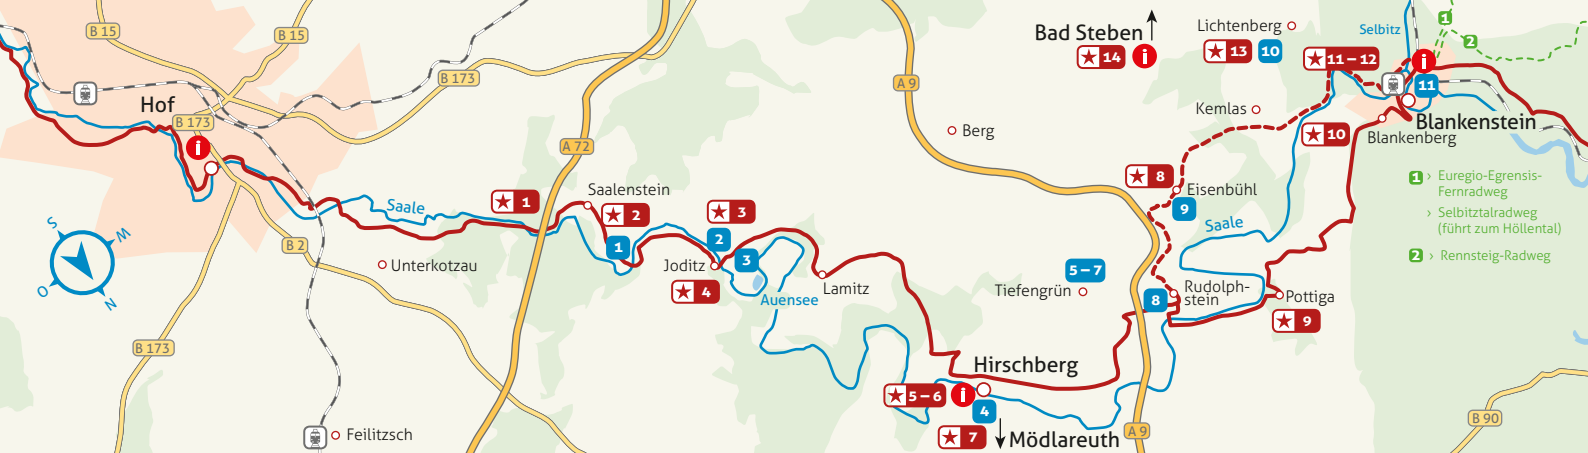 B 15
B 15
Hof
B 173
B 173
A 72
Saale
S
W
O
N
B 2
Unterkotzau
B 173
Feilitzsch
1
Saalenstein
2
1
3
2
3
Joditz
4
Auensee
Lamitz
A 9
Berg
Bad Steben
14
Lichtenberg
13
10
Selbitz
11 – 12
1
2
11
Kemlas
10
Blankenstein
Blankenberg
8
Eisenbühl
9
Saale
5 – 7
Tiefengrün
8
Rudolph-
stein
Pottiga
9
Hirschberg
5 – 6
4
7
Mödlareuth
A 9
1 › Euregio-Egrensis-
Fernradweg
› Selbitztalradweg
(führt zum Höllental)
2 › Rennsteig-Radweg
B 90